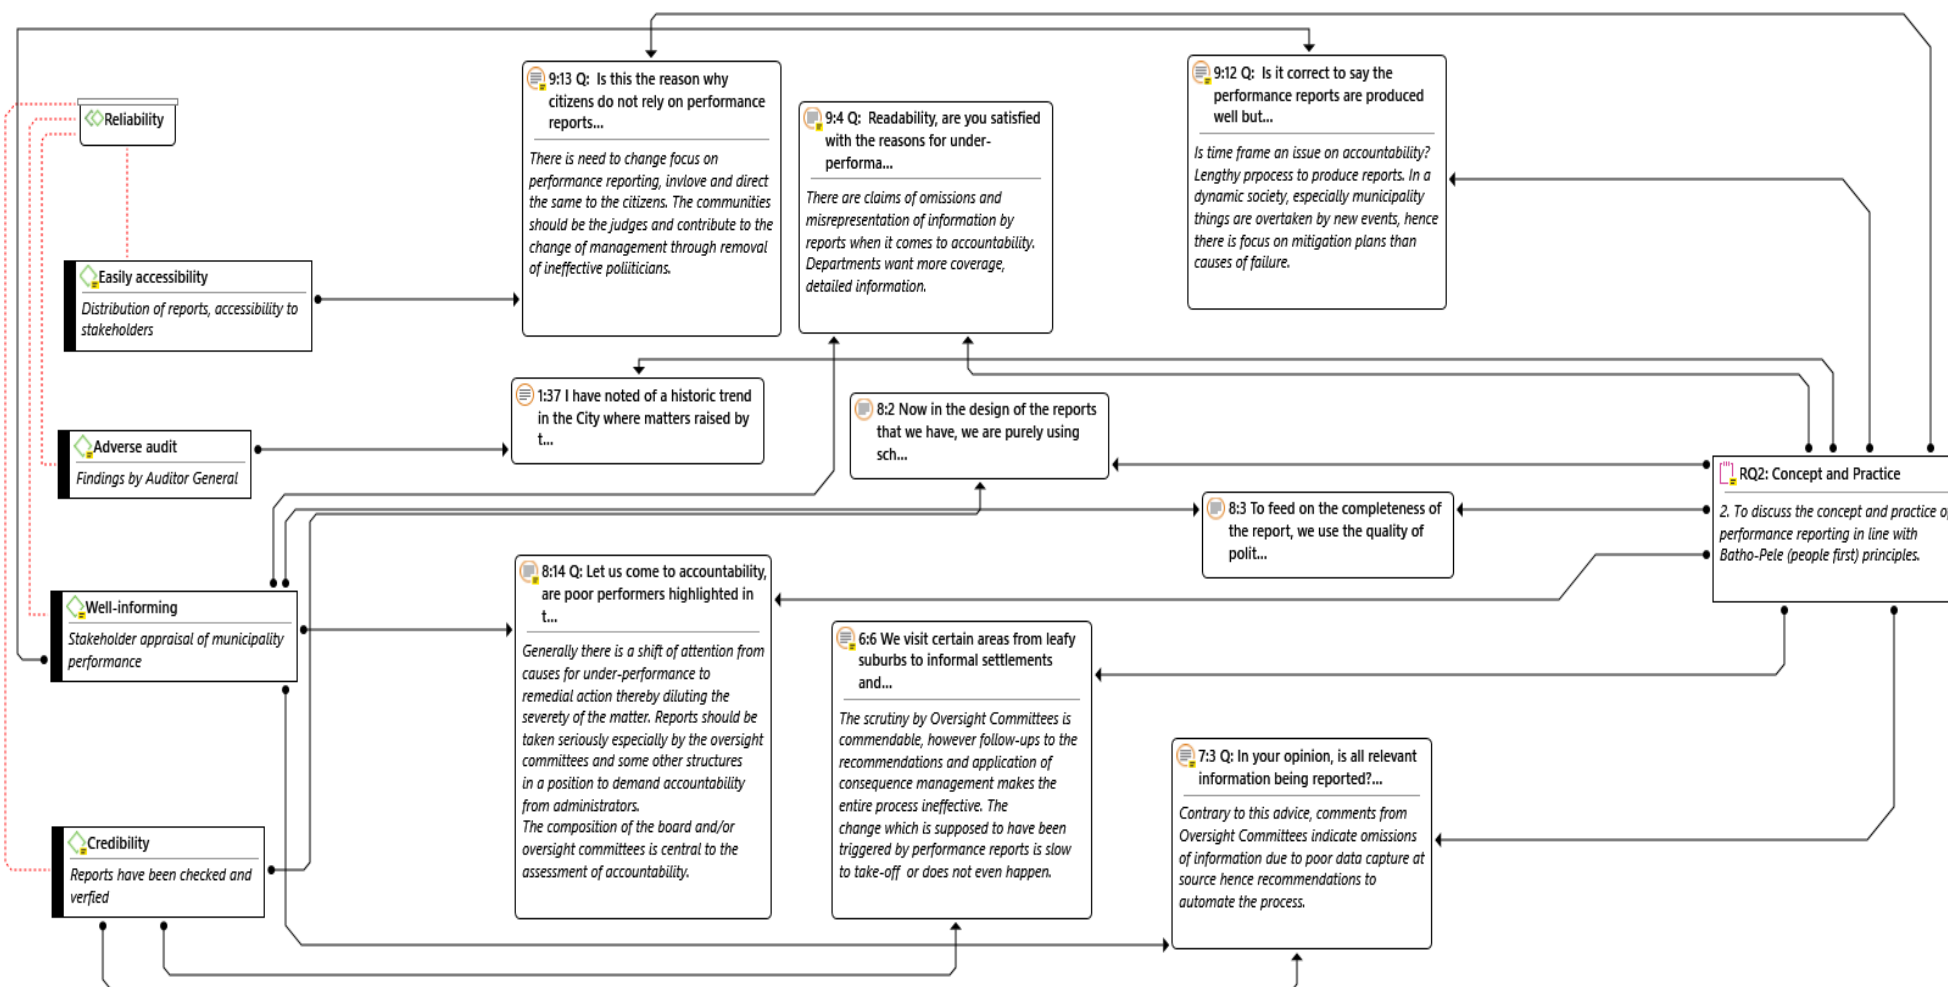 Reliability
Easily accessibility
Distribution of reports, accessibility to
stakeholders
Adverse audit
Findings by Auditor General
Well-informing
Stakeholder appraisal of municipality
performance
Credibility
Reports have been checked and
verfied
9:13 Q: Is this the reason why
citizens do not rely on performance
reports...
There is need to change focus on
performance reporting, invlove and direct
the same to the citizens. The communities
should be the judges and contribute to the
change of management through removal
of ineffective poliiticians.
9:4 Q: Readability, are you satisfied
with the reasons for under-
performa...
There are claims of omissions and
misrepresentation of information by
reports when it comes to accountability.
Departments want more coverage,
detailed information.
9:12 Q: Is it correct to say the
performance reports are produced
well but...
Is time frame an issue on accountability?
Lengthy prpocess to produce reports. In a
dynamic society, especially municipality
things are overtaken by new events, hence
there is focus on mitigation plans than
causes of failure.
1:37 I have noted of a historic trend
in the City where matters raised by
t...
8:2 Now in the design of the reports
that we have, we are purely using
sch...
8:3 To feed on the completeness of
the report, we use the quality of
polit...
8:14 Q: Let us come to accountability,
are poor performers highlighted in
t...
Generally there is a shift of attention from
causes for under-performance to
remedial action thereby diluting the
severety of the matter. Reports should be
taken seriously especially by the oversight
committees and some other structures
in a position to demand accountability
from administrators.
The composition of the board and/or
oversight committees is central to the
assessment of accountability.
6:6 We visit certain areas from leafy
suburbs to informal settlements
and...
The scrutiny by Oversight Committees is
commendable, however follow-ups to the
recommendations and application of
consequence management makes the
entire process ineffective. The
change which is supposed to have been
triggered by performance reports is slow
to take-off or does not even happen.
7:3 Q: In your opinion, is all relevant
information being reported?...
Contrary to this advice, comments from
Oversight Committees indicate omissions
of information due to poor data capture at
source hence recommendations to
automate the process.
RQ2: Concept and Practice
2. To discuss the concept and practice of
performance reporting in line with
Batho-Pele (people first) principles.